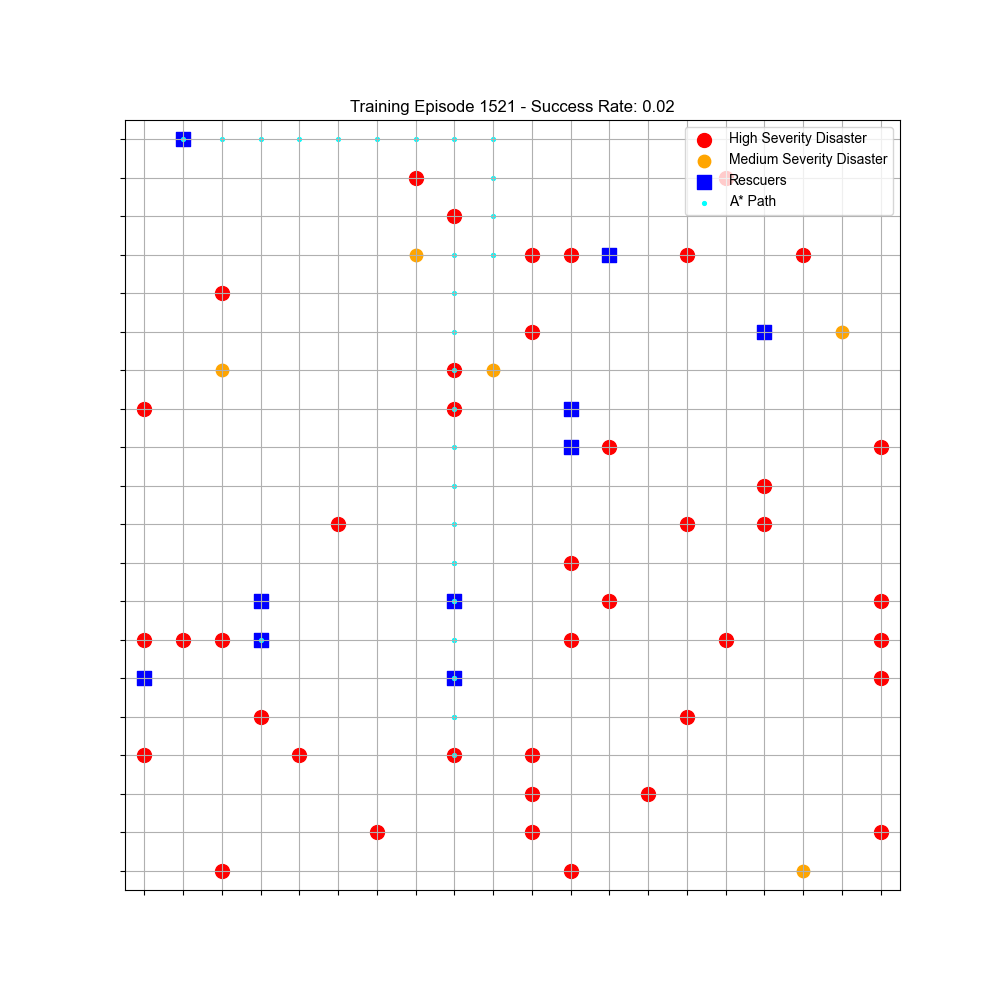 Training Episode 1521 - Success Rate: 0.02
High Severity Disaster
Medium Severity Disaster
Rescuers
A* Path